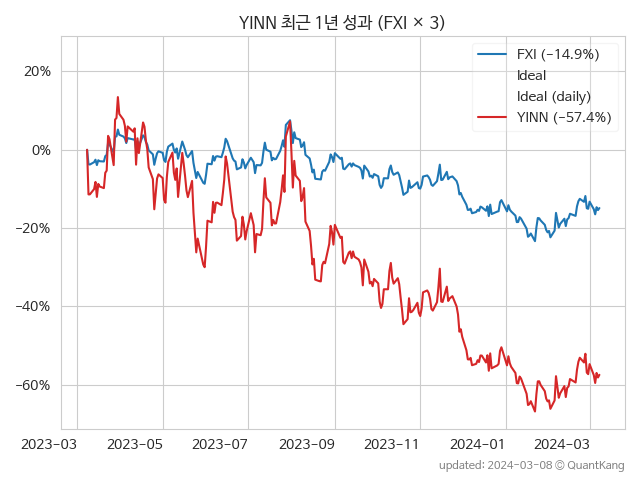 YINN 최근 1년 성과 (FXI × 3)
FXI (−14.9%)
Ideal
Ideal (daily)
YINN (−57.4%)
20%
0%
−20%
−40%
−60%
2023−03 2023−05 2023−07 2023−09 2023−11 2024−01 2024−03
updated: 2024-03-08 © QuantKang